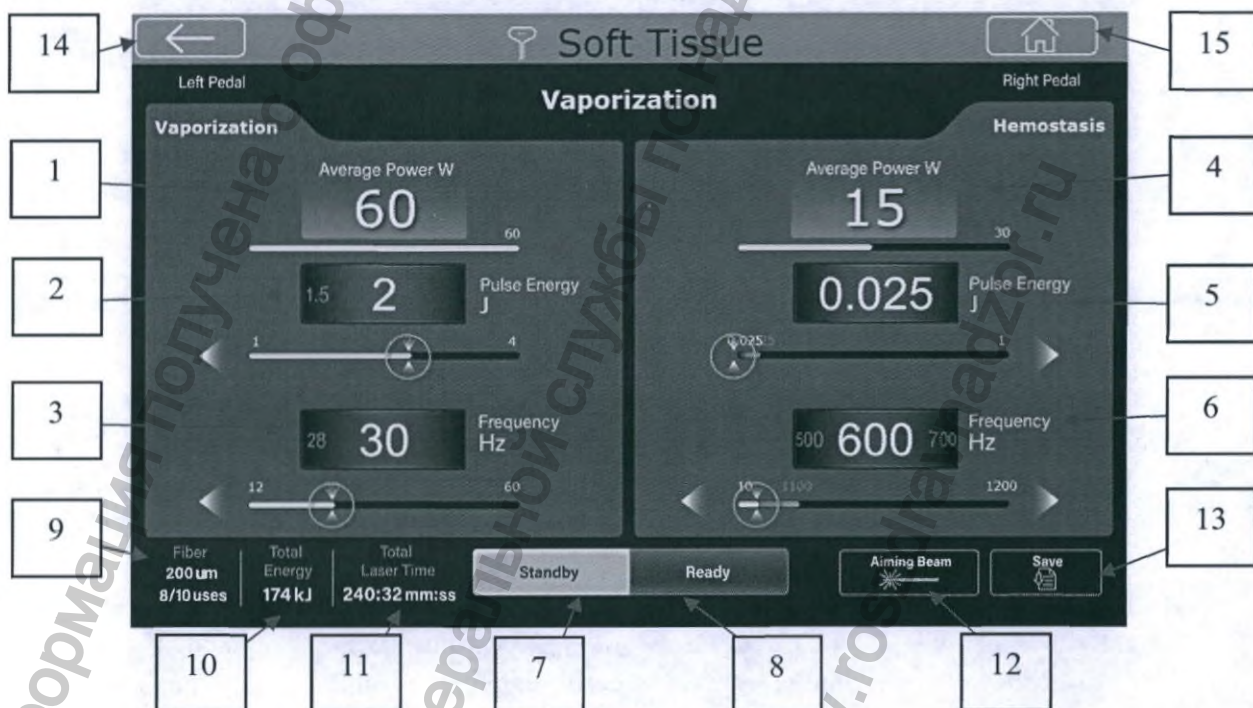 14
Soft Tissue
15
Left Pedal
Right Pedal
Vaporization
Vaporization
Hemostasis
1
Average Power W
60
60
Average Power W
15
30
4
2
1.5 2
Pulse Energy
J
1 4
0.025
Pulse Energy
J
0.025 1
5
3
28 30
Frequency
Hz
12 60
500 600 700
Frequency
Hz
10 1100 1200
6
9
Fiber
200 um
8/10 uses
Total
Energy
174 kJ
Total
Laser Time
240:32 mm:ss
Standby
Ready
Aiming Beam
Save
13
10
11
7
8
12
получена
службы по